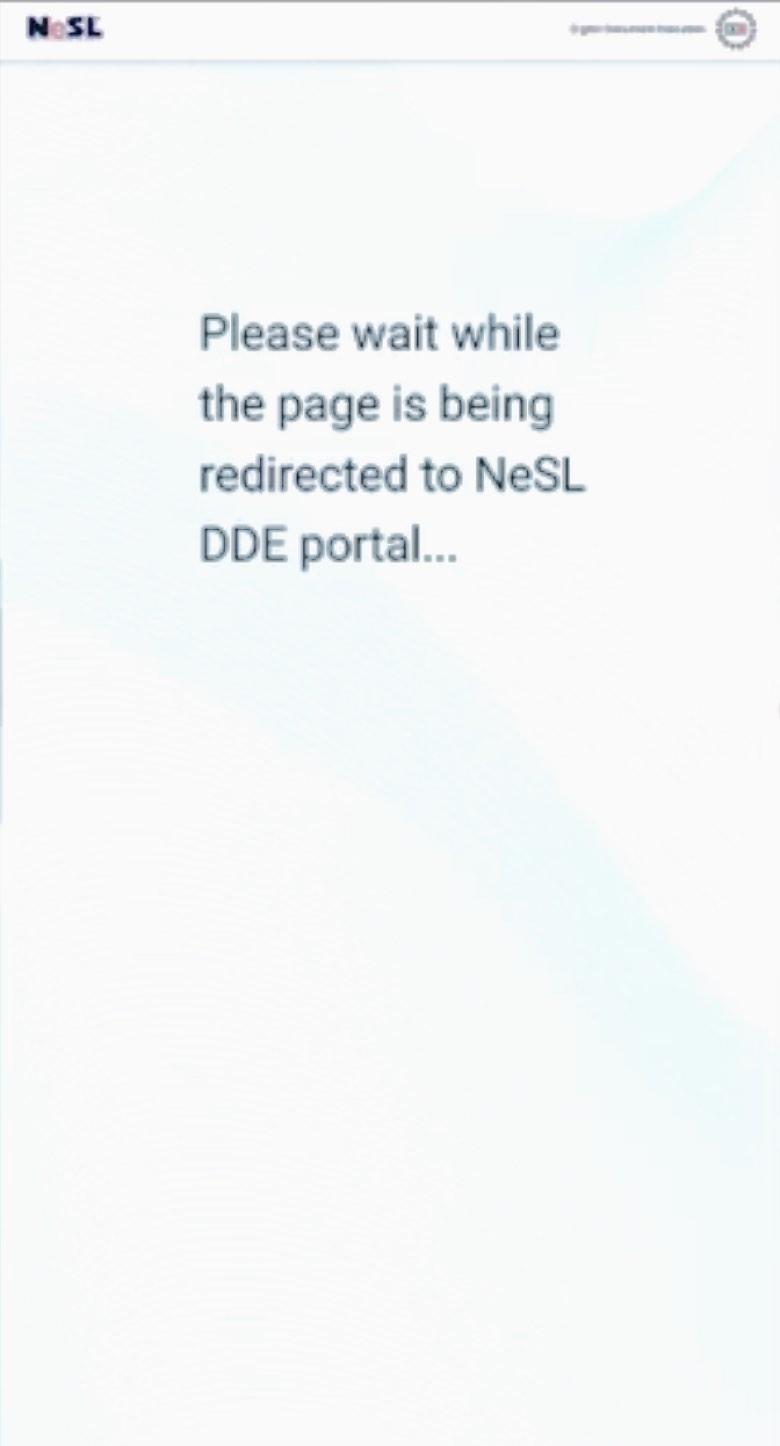 NeSL
Please wait while
the page is being
redirected to NeSL
DDE portal...